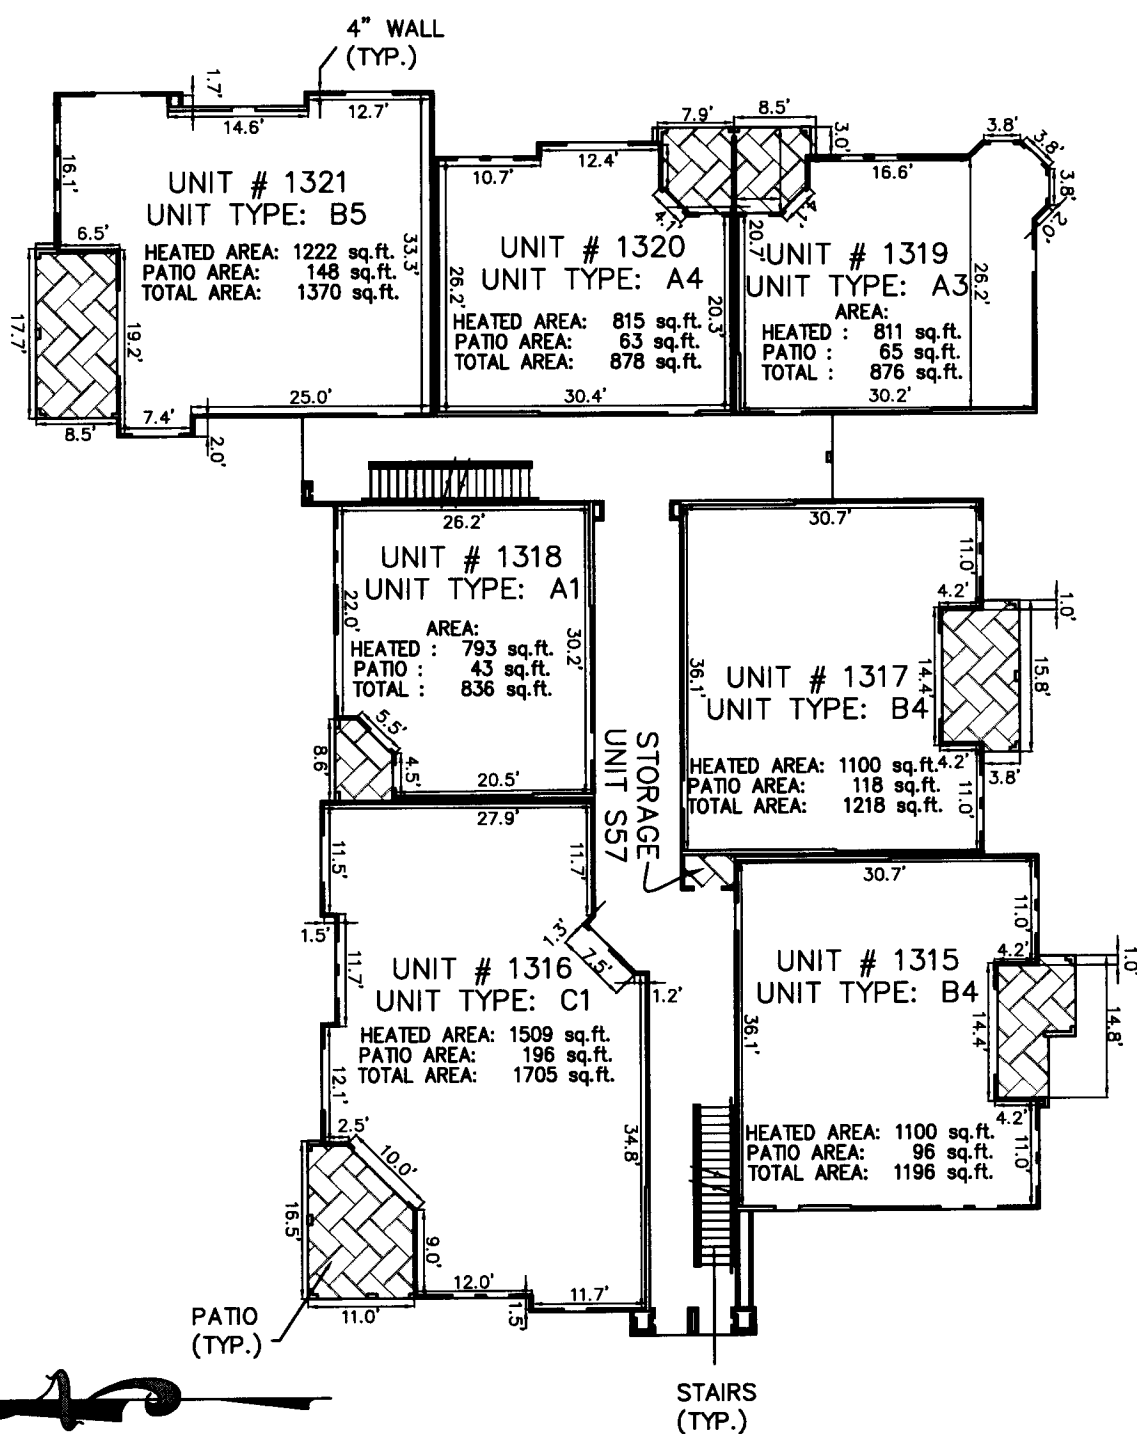 4" WALL
(TYP.)
1.7'
14.6'
12.7'
16.1'
UNIT # 1321
UNIT TYPE: B5
HEATED AREA: 1222 sq.ft.
PATIO AREA: 148 sq.ft.
TOTAL AREA: 1370 sq.ft.
33.3'
6.5'
17.7'
19.2'
8.5'
7.4'
2.0'
25.0'
10.7'
12.4'
7.9'
4.1'
UNIT # 1320
UNIT TYPE: A4
HEATED AREA: 815 sq.ft.
PATIO AREA: 63 sq.ft.
TOTAL AREA: 878 sq.ft.
26.2'
20.3'
30.4'
8.5'
3.0'
4.1'
16.6'
3.8'
3.8'
3.8'
2.0'
20.7'
UNIT # 1319
UNIT TYPE: A3
AREA:
HEATED : 811 sq.ft.
PATIO : 65 sq.ft.
TOTAL : 876 sq.ft.
26.2'
30.2'
26.2'
UNIT # 1318
UNIT TYPE: A1
AREA:
HEATED : 793 sq.ft.
PATIO : 43 sq.ft.
TOTAL : 836 sq.ft.
22.0'
30.2'
5.5'
8.6'
4.5'
20.5'
30.7'
11.0'
4.2'
1.0'
36.1'
UNIT # 1317
UNIT TYPE: B4
14.4'
15.8'
HEATED AREA: 1100 sq.ft.
PATIO AREA: 118 sq.ft.
TOTAL AREA: 1218 sq.ft.
4.2'
3.8'
11.0'
STORAGE
UNIT S57
27.9'
11.5'
11.7'
1.5'
11.7'
1.3'
7.5'
1.2'
UNIT # 1316
UNIT TYPE: C1
HEATED AREA: 1509 sq.ft.
PATIO AREA: 196 sq.ft.
TOTAL AREA: 1705 sq.ft.
12.1'
2.5'
10.0'
34.8'
16.5'
9.0'
12.0'
11.7'
1.5'
11.0'
30.7'
11.0'
4.2'
1.0'
UNIT # 1315
UNIT TYPE: B4
36.1'
14.4'
14.8'
4.2'
HEATED AREA: 1100 sq.ft.
PATIO AREA: 96 sq.ft.
TOTAL AREA: 1196 sq.ft.
11.0'
PATIO
(TYP.)
STAIRS
(TYP.)